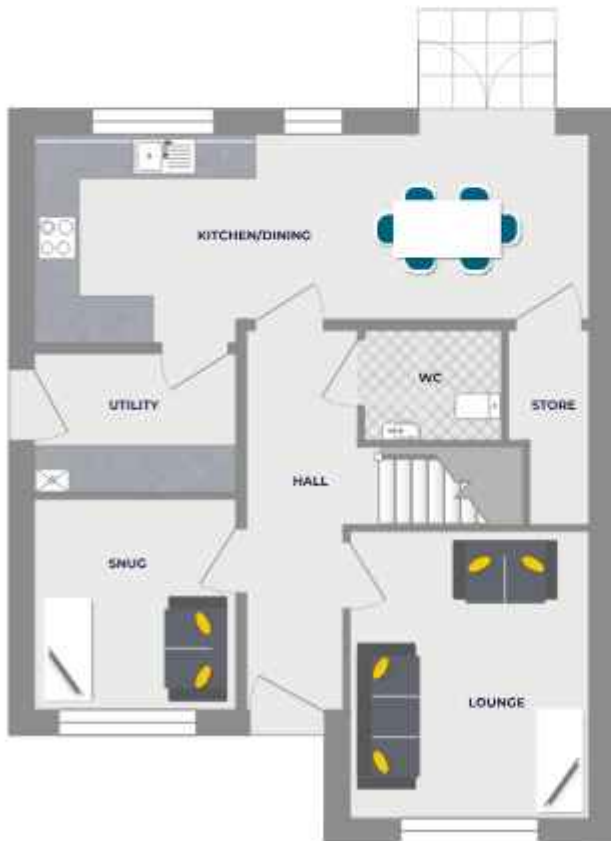 KITCHEN/DINING
WC
UTILITY
STORE
HALL
SNUG
LOUNGE